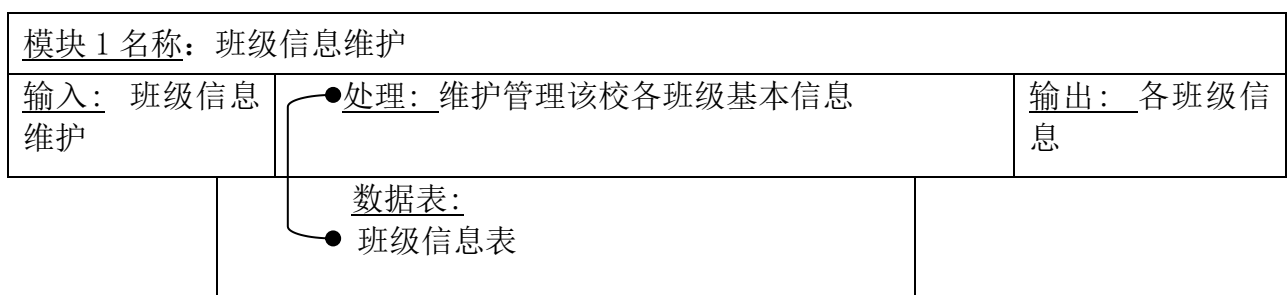 模块 1 名称：班级信息维护
输入： 班级信息
维护
处理：维护管理该校各班级基本信息
输出： 各班级信
息
数据表：
班级信息表